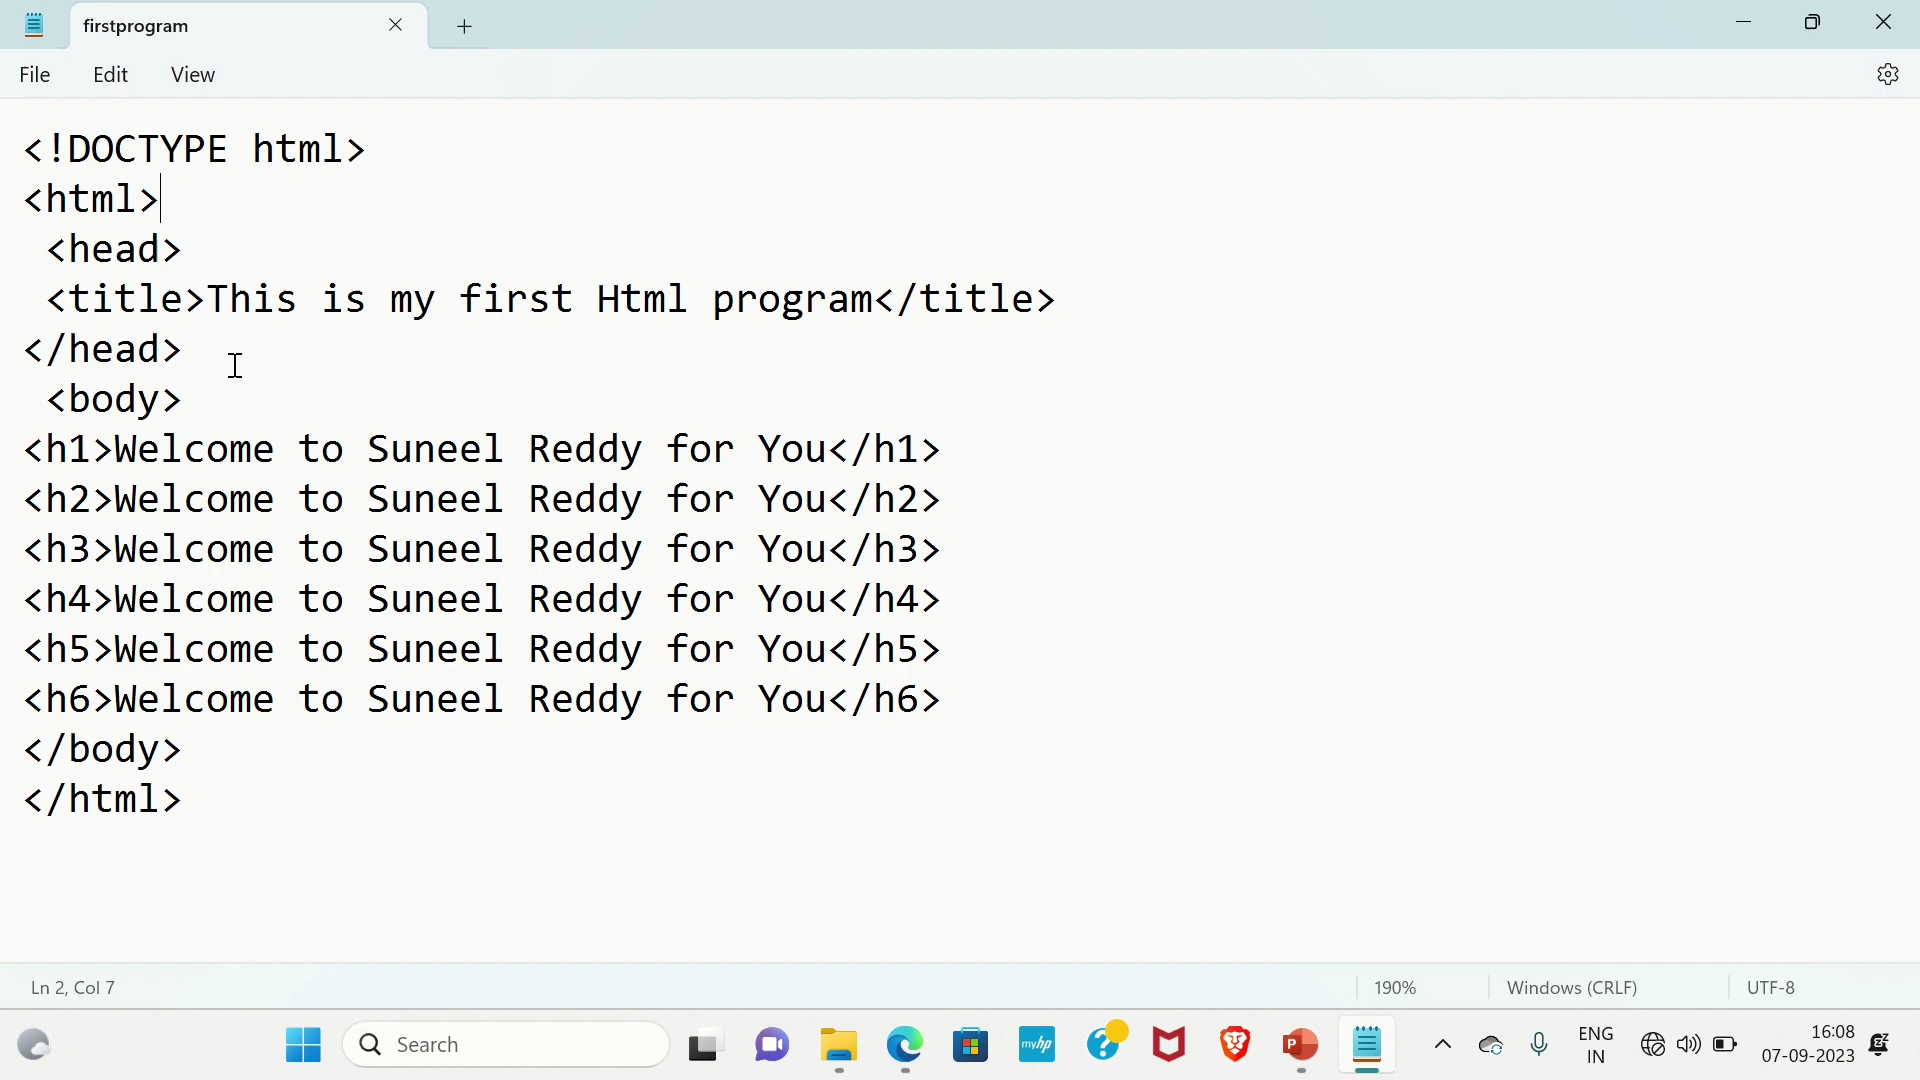 firstprogram
File Edit View
<!DOCTYPE html>
<html>
 <head>
 <title>This is my first Html program</title>
</head>
 <body>
<h1>Welcome to Suneel Reddy for You</h1>
<h2>Welcome to Suneel Reddy for You</h2>
<h3>Welcome to Suneel Reddy for You</h3>
<h4>Welcome to Suneel Reddy for You</h4>
<h5>Welcome to Suneel Reddy for You</h5>
<h6>Welcome to Suneel Reddy for You</h6>
</body>
</html>
Ln 2, Col 7 190% Windows (CRLF) UTF-8
Search myhp ENG 16:08
IN 07-09-2023